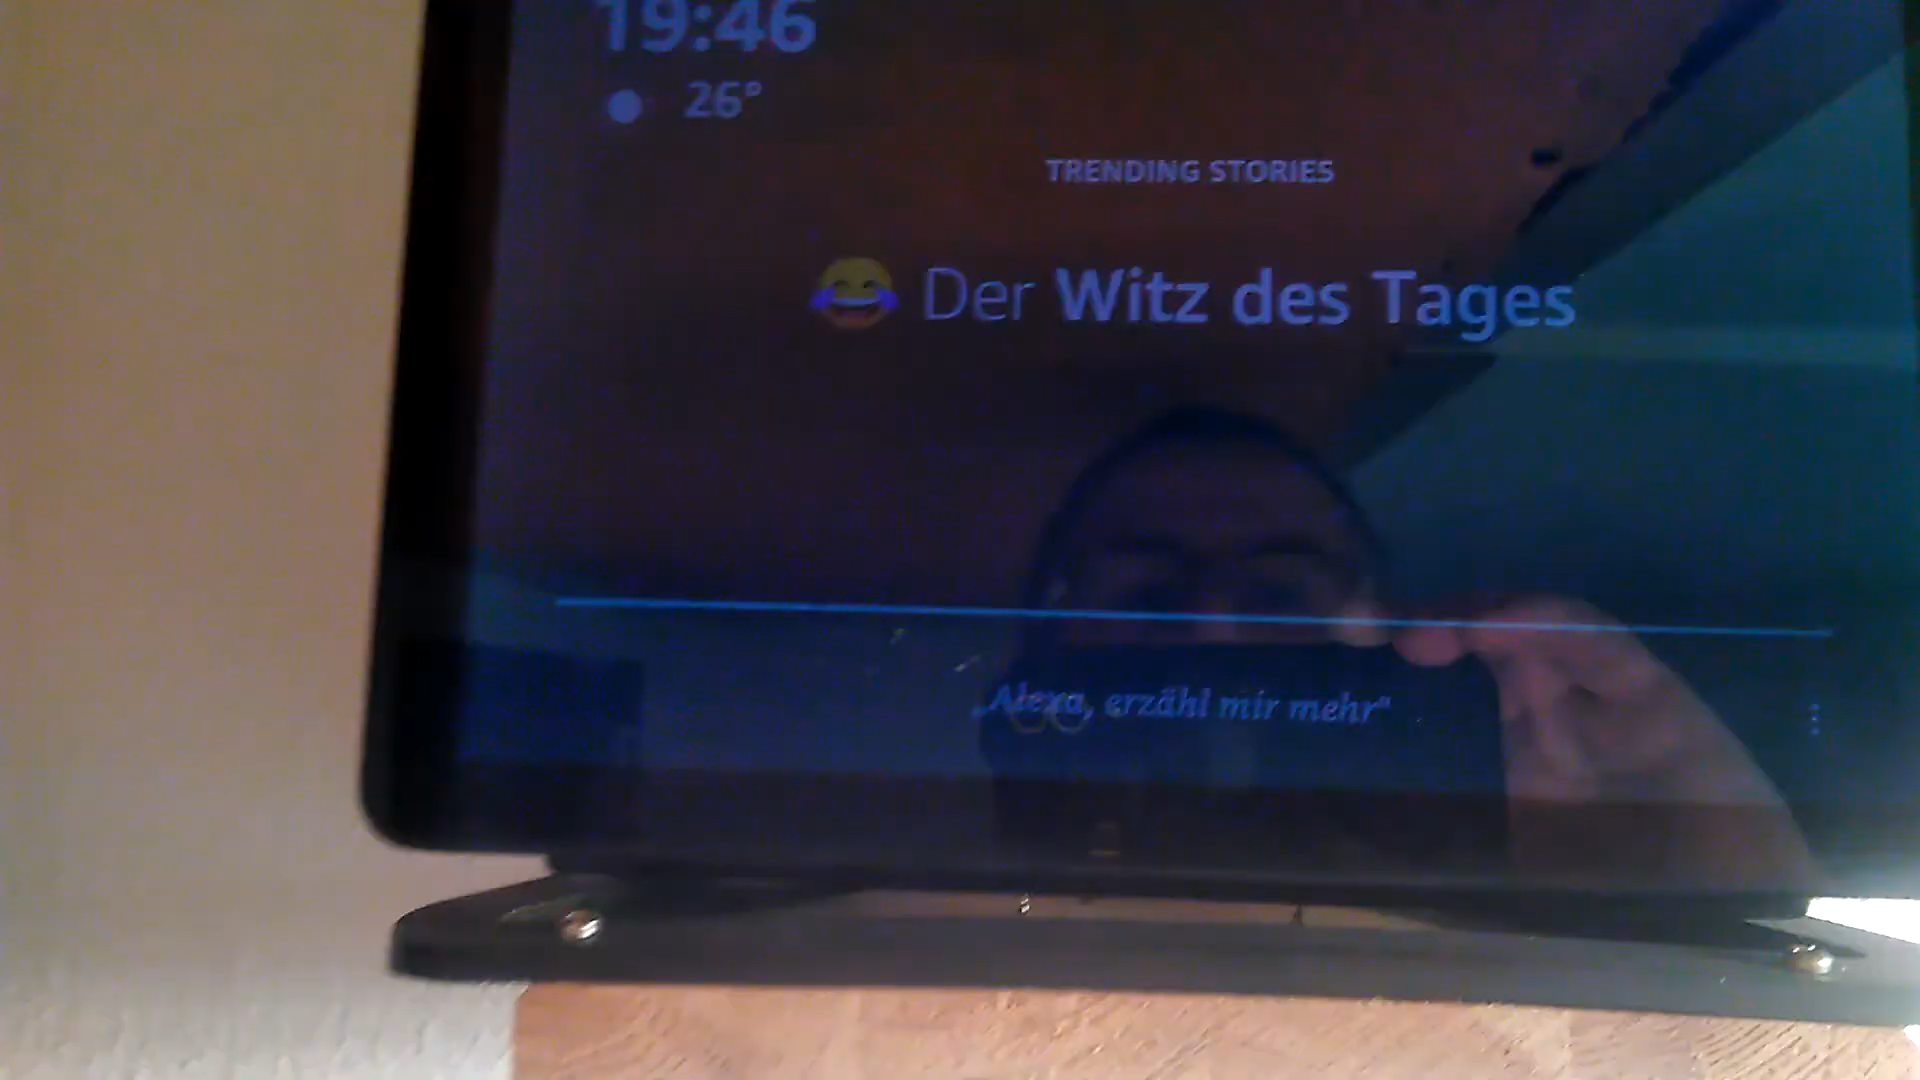 19:46
26°
TRENDING STORIES
😂 Der Witz des Tages
„Alexa, erzähl mir mehr"